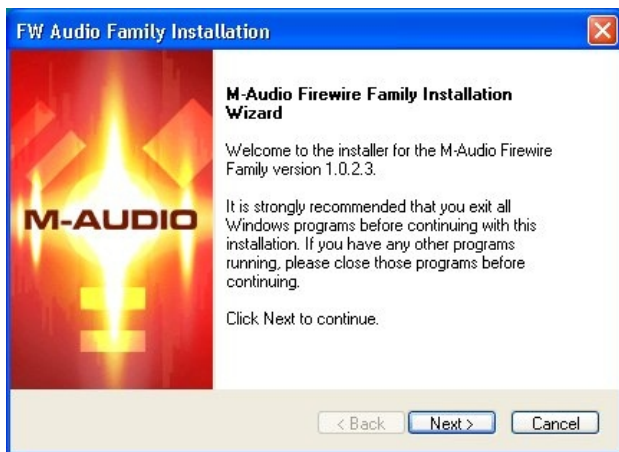 FW Audio Family Installation
M-AUDIO
M-Audio Firewire Family Installation
Wizard
Welcome to the installer for the M-Audio Firewire
Family version 1.0.2.3.
It is strongly recommended that you exit all
Windows programs before continuing with this
installation. If you have any other programs
running, please close those programs before
continuing.
Click Next to continue.
< Back Next > Cancel